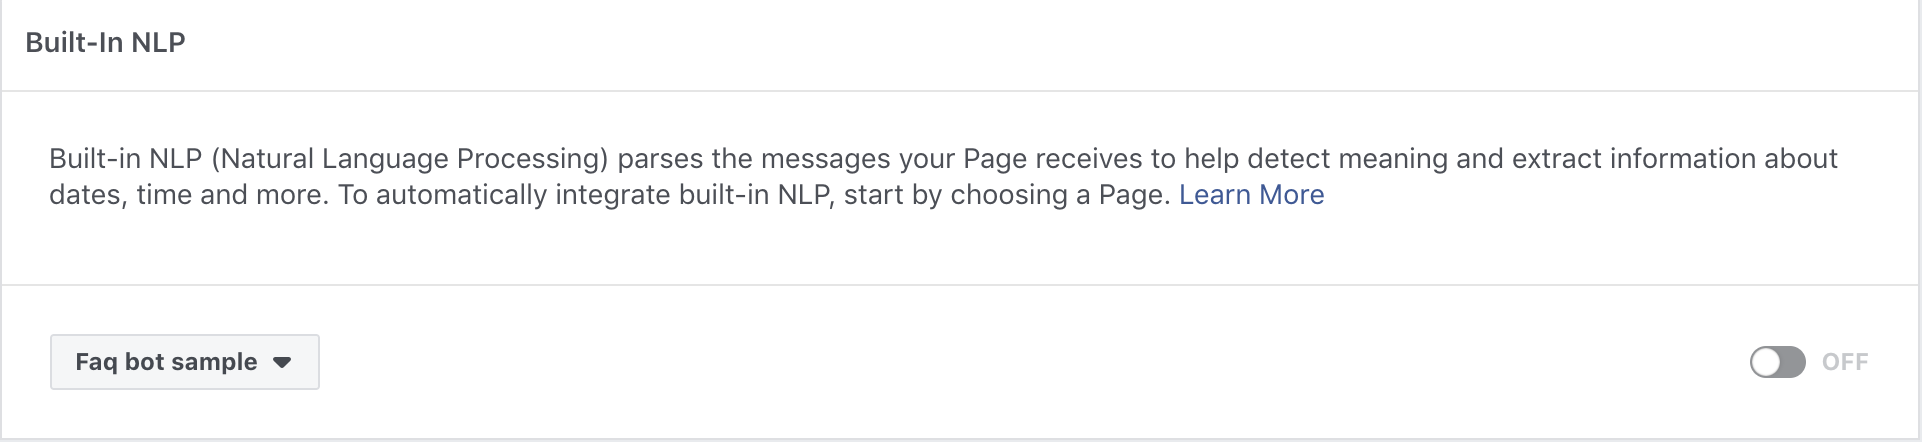 Built-In NLP
Built-in NLP (Natural Language Processing) parses the messages your Page receives to help detect meaning and extract information about
dates, time and more. To automatically integrate built-in NLP, start by choosing a Page. Learn More
Faq bot sample
OFF